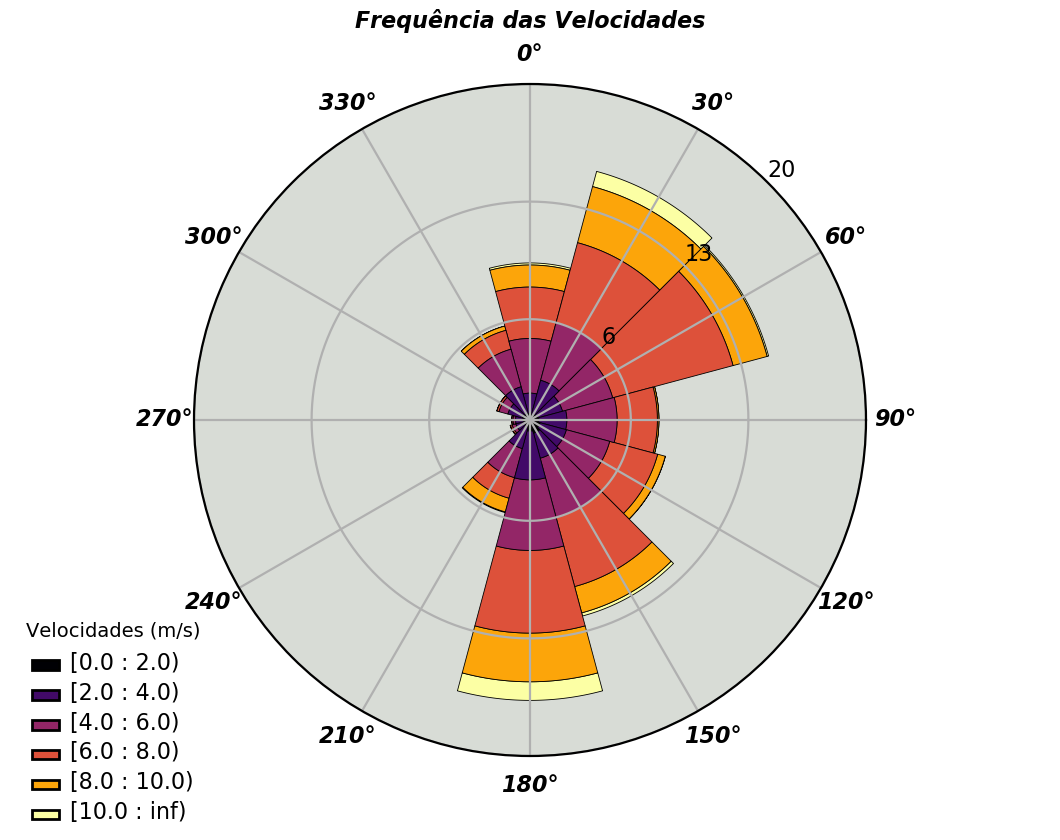 Frequência das Velocidades
0°
330°
30°
20
300°
60°
13
6
270°
90°
240°
120°
Velocidades (m/s)
[0.0 : 2.0)
[2.0 : 4.0)
[4.0 : 6.0)
210°
150°
[6.0 : 8.0)
[8.0 : 10.0)
180°
[10.0 : inf)